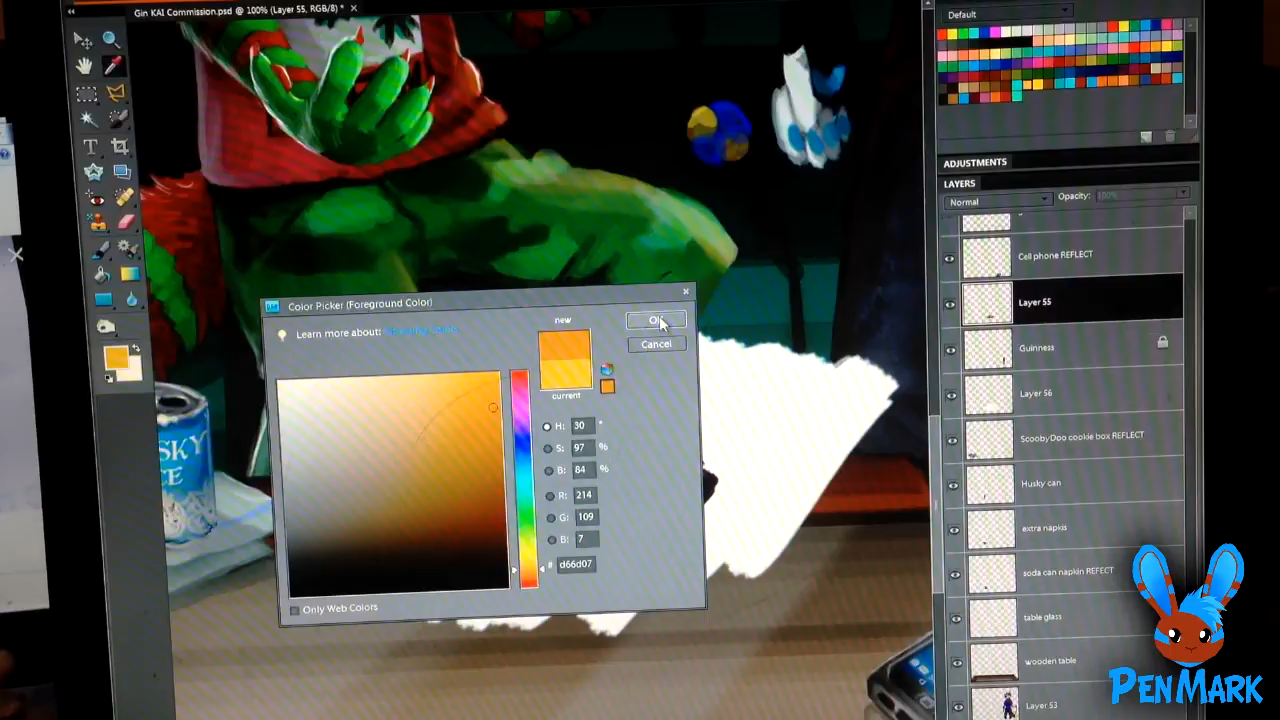 Gin KAI Commission.psd @ 100% (Layer 55, RGB/8) *
Default
ADJUSTMENTS
LAYERS
Normal
Opacity: 100%
Cell phone REFLECT
Layer 55
Guinness
Layer 56
ScoobyDoo cookie box REFLECT
Husky can
extra napkis
soda can napkin REFECT
table glass
wooden table
Layer 53
Color Picker (Foreground Color)
Learn more about:
new
OK
Cancel
current
H: 30 °
S: 97 %
B: 84 %
R: 214
G: 109
B: 7
# d66d07
Only Web Colors
SKY
CE
PENMARK